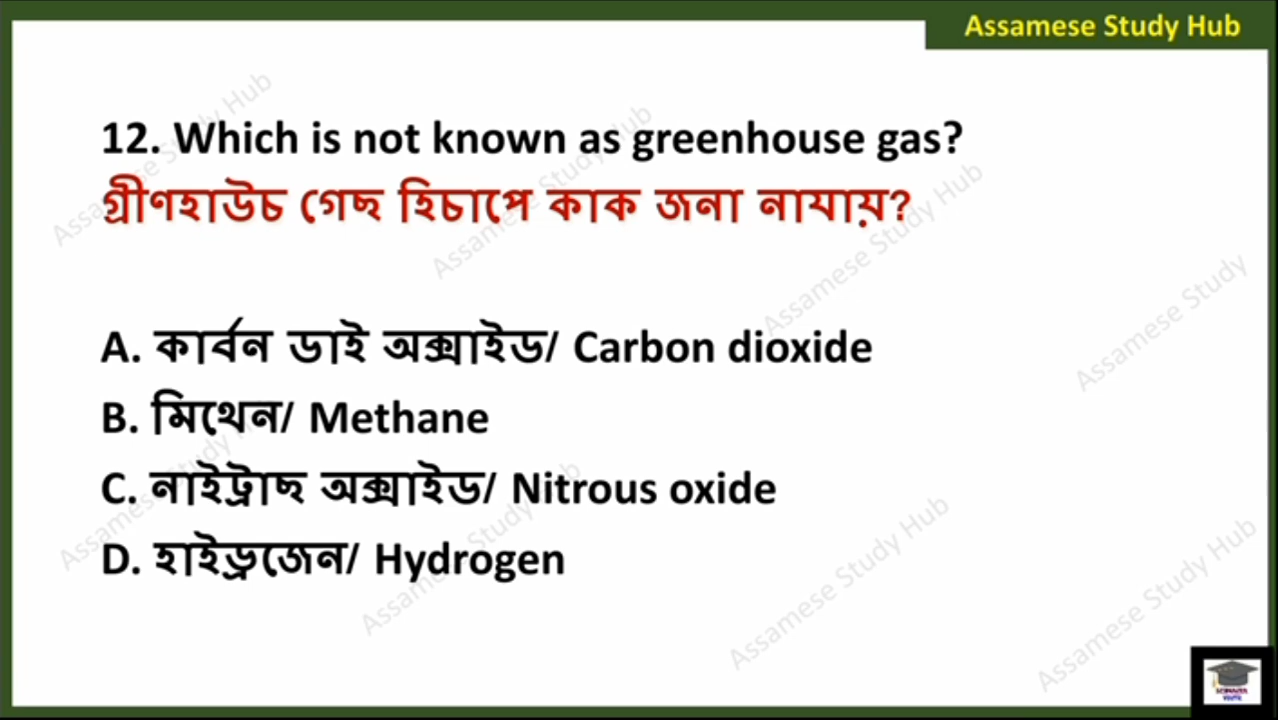 Assamese Study Hub
12. Which is not known as greenhouse gas?
গ্ৰীণহাউচ গেছ হিচাপে কাক জনা নাযায়?
A. কাৰ্বন ডাই অক্সাইড/ Carbon dioxide
B. মিথেন/ Methane
C. নাইট্ৰাছ অক্সাইড/ Nitrous oxide
D. হাইড্ৰজেন/ Hydrogen